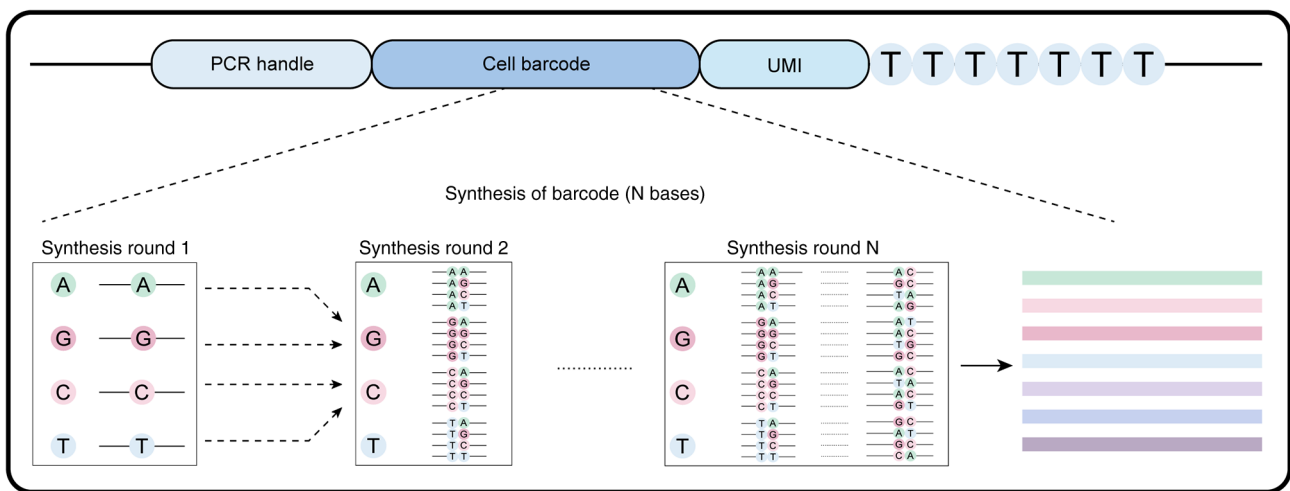 PCR handle Cell barcode UMI T T T T T T T
Synthesis of barcode (N bases)
Synthesis round 1 Synthesis round 2 Synthesis round N
A A A A A A A A A C
A G A G G C
A C A C T A
A T A T A G
G G G G A G A A T
G G G G A C
G C G C T G
G T G T G C
C C C C A C A A C
C G C G T A
C C C C A C
C T C T G T
T T T T A T A G C
T G T G A T
T C T C G C
T T T T C A